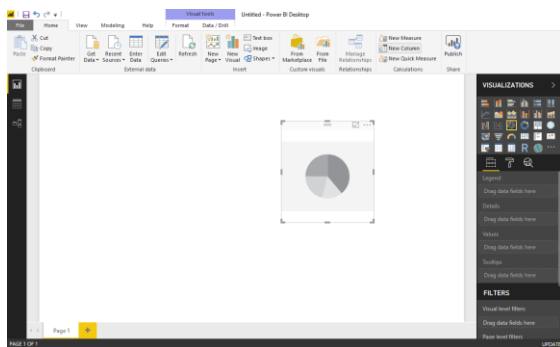 Visual tools Untitled - Power BI Desktop
File Home View Modeling Help Format Data / Drill
Paste
Cut
Copy
Format Painter
Clipboard
Get Data
Recent Sources
Enter Data
Edit Queries
External data
Refresh
New Page
New Visual
Text box
Image
Shapes
Insert
From Marketplace
From File
Custom visuals
Manage Relationships
Relationships
New Measure
New Column
New Quick Measure
Calculations
Publish
Share
VISUALIZATIONS
R
Legend
Drag data fields here
Details
Drag data fields here
Values
Drag data fields here
Tooltips
Drag data fields here
FILTERS
Visual level filters
Drag data fields here
Page level filters
Page 1
PAGE 1 OF 1
UPDAT